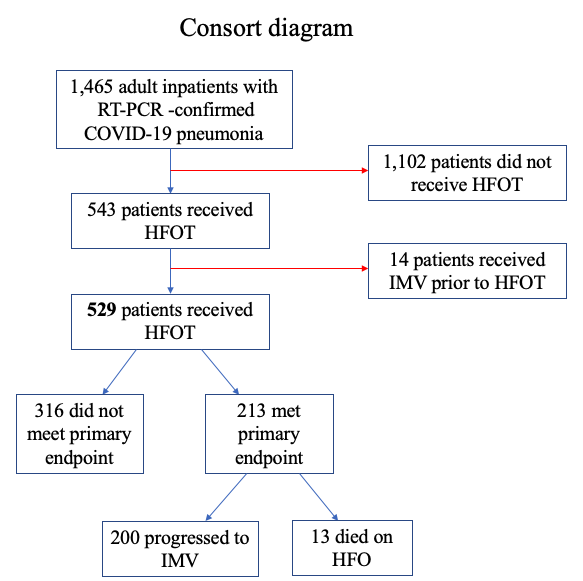 Consort diagram
1,465 adult inpatients with
RT-PCR -confirmed
COVID-19 pneumonia
1,102 patients did not
receive HFOT
543 patients received
HFOT
14 patients received
IMV prior to HFOT
529 patients received
HFOT
316 did not
meet primary
endpoint
213 met
primary
endpoint
200 progressed to
IMV
13 died on
HFO